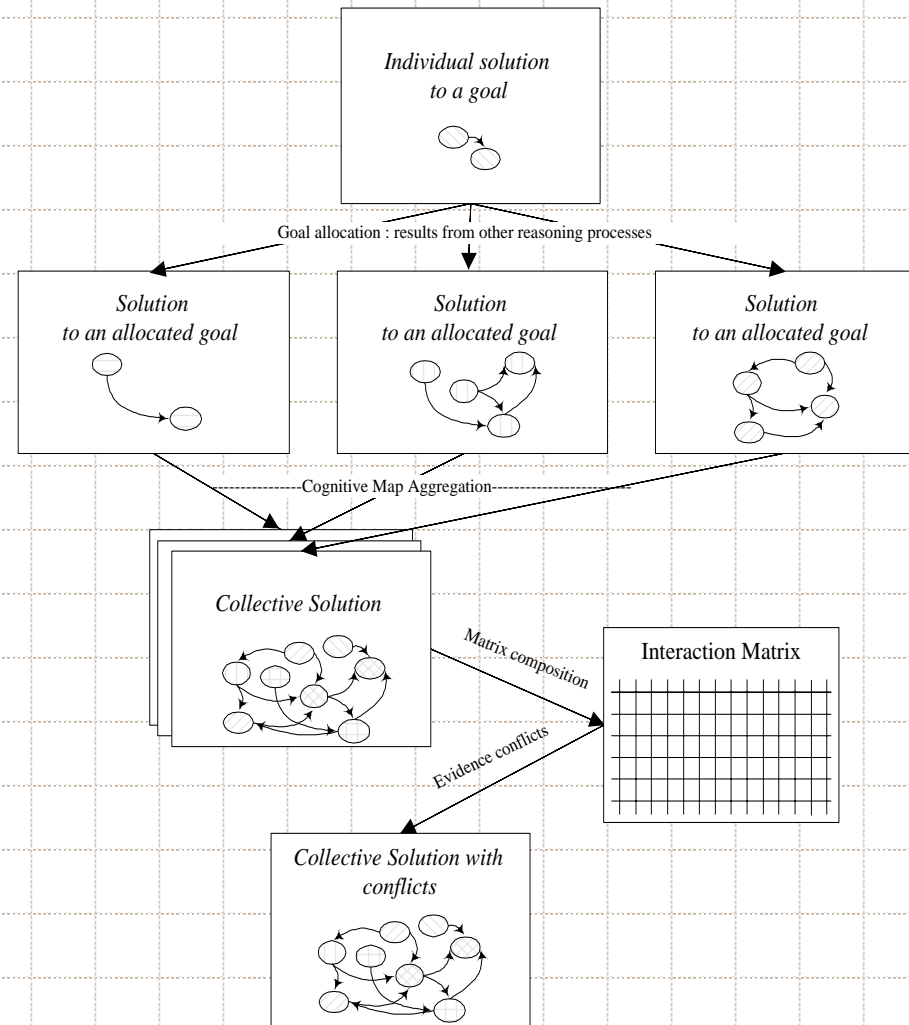 Individual solution
to a goal
Goal allocation : results from other reasoning processes
Solution
to an allocated goal
Solution
to an allocated goal
Solution
to an allocated goal
Cognitive Map Aggregation
Collective Solution
Matrix composition
Interaction Matrix
Evidence conflicts
Collective Solution with
conflicts